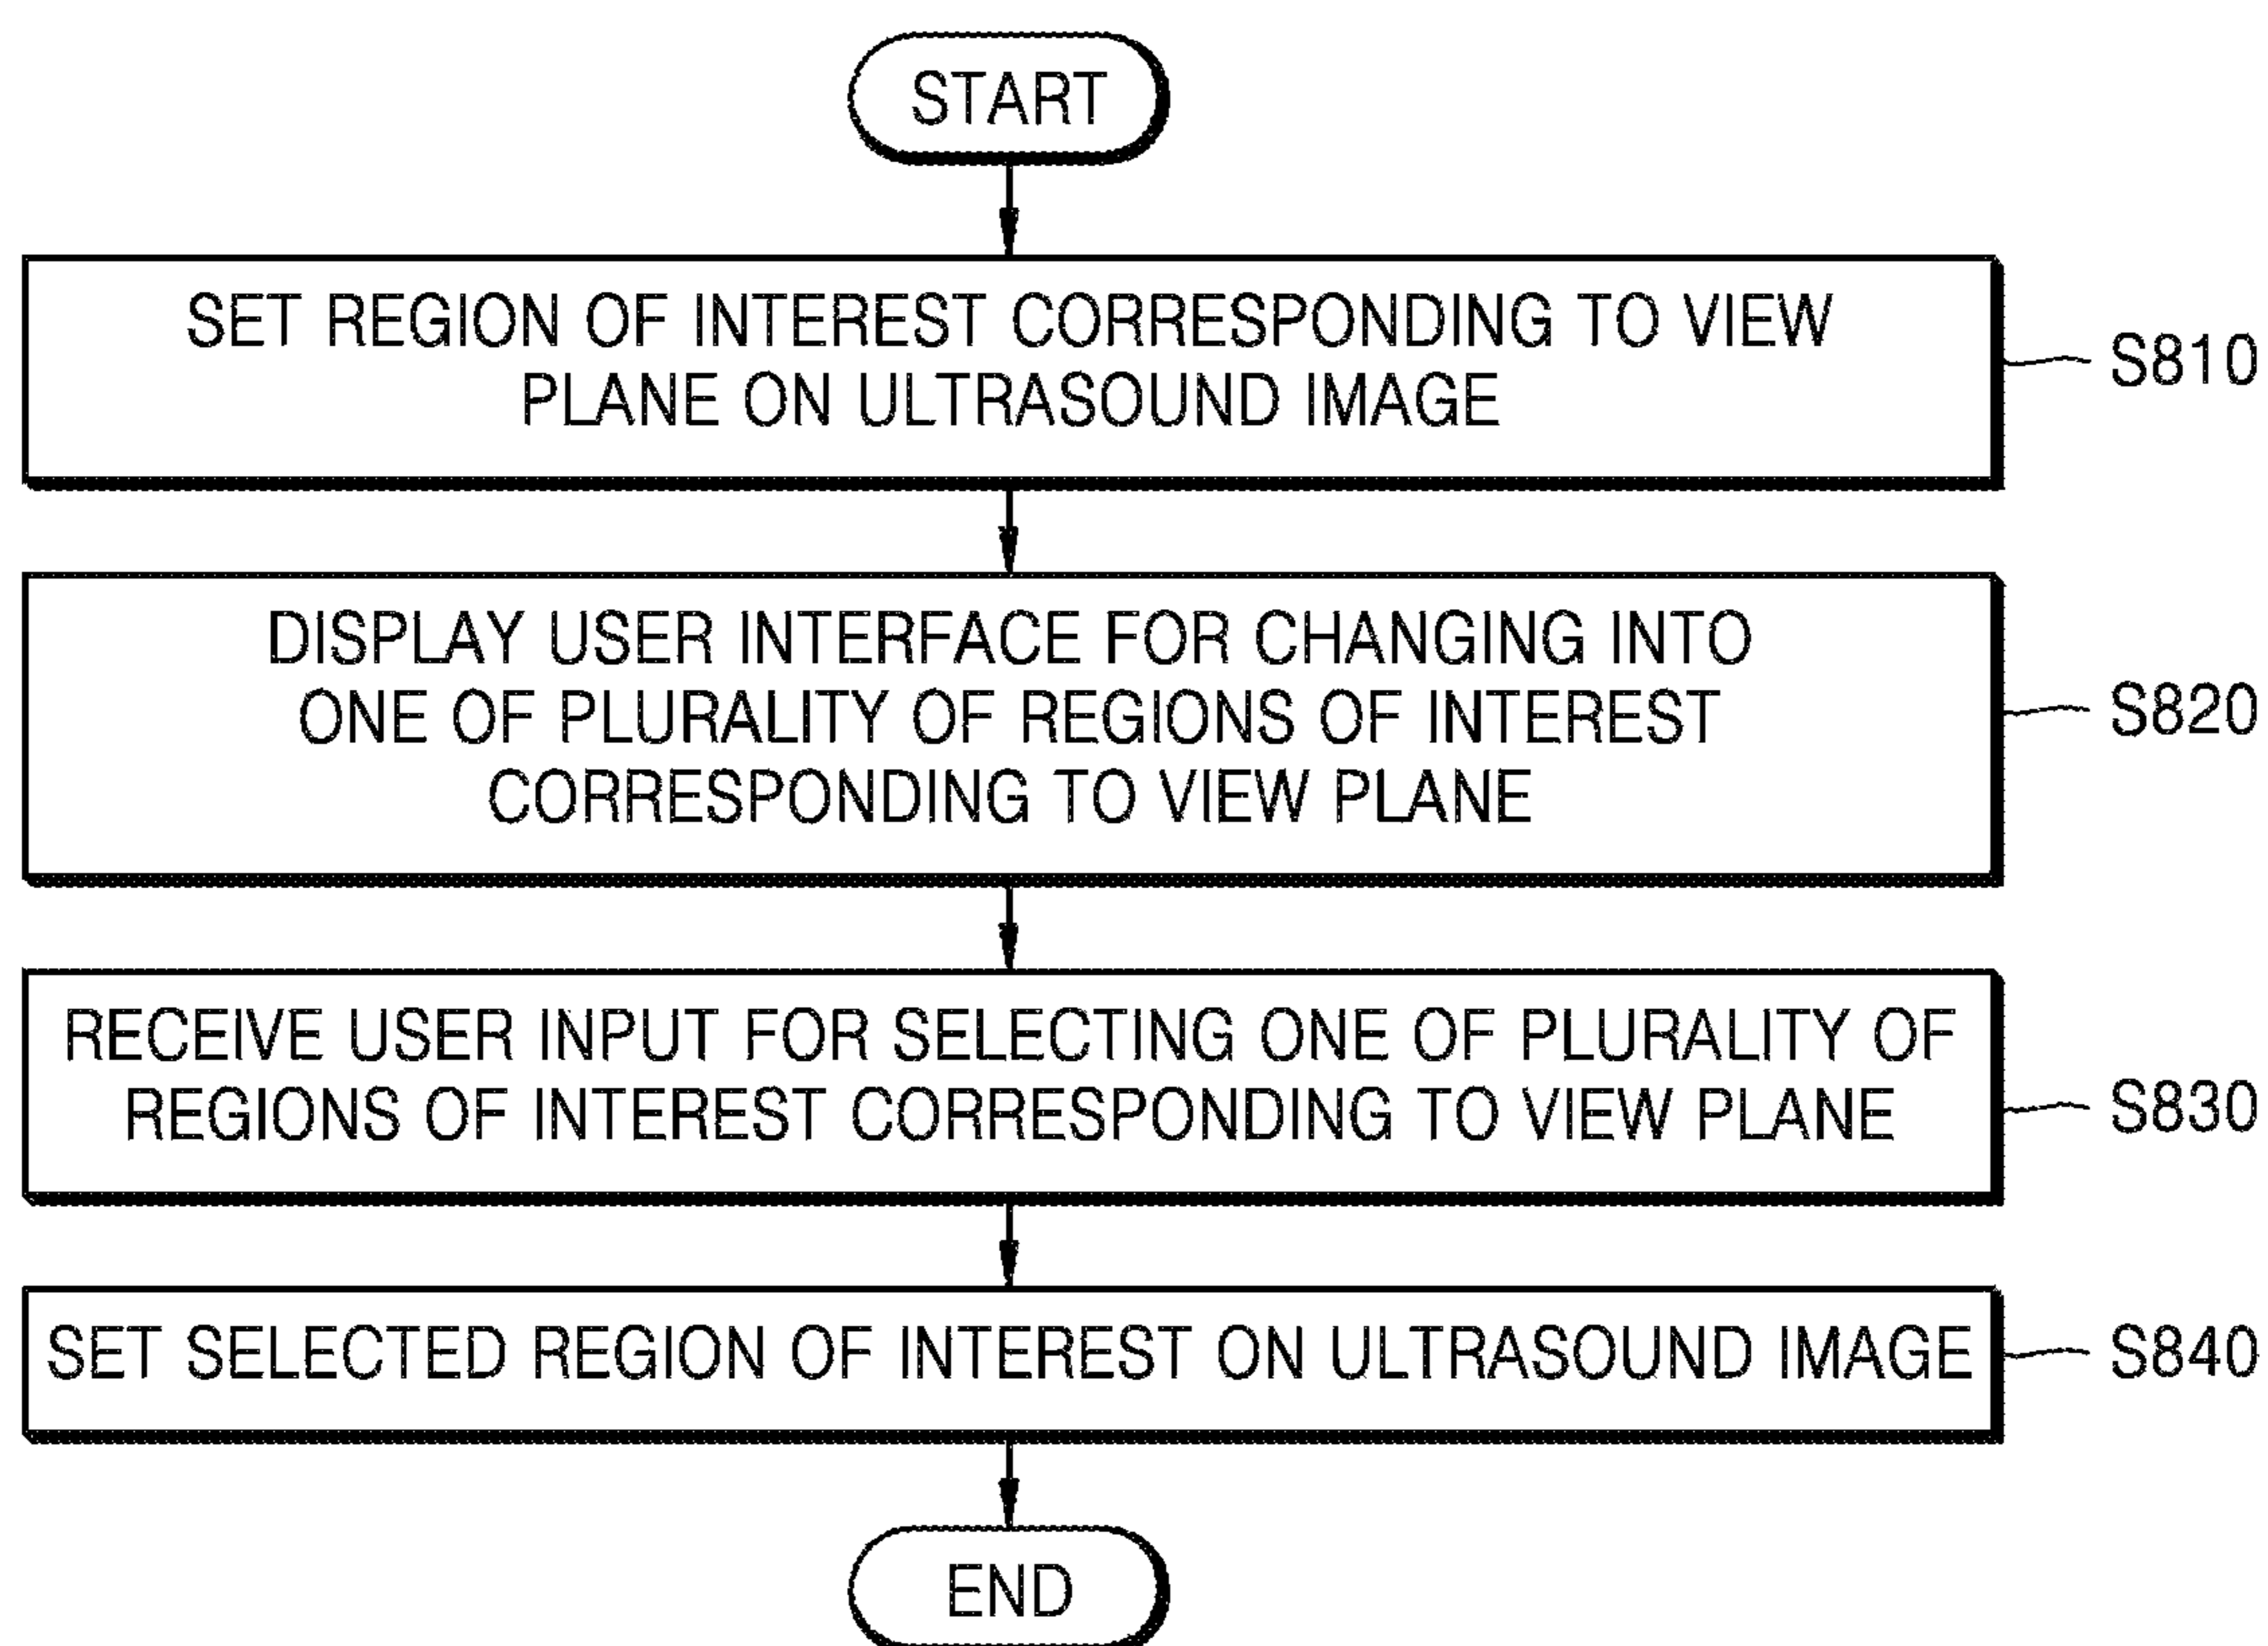 START
SET REGION OF INTEREST CORRESPONDING TO VIEW
PLANE ON ULTRASOUND IMAGE
S810
DISPLAY USER INTERFACE FOR CHANGING INTO
ONE OF PLURALITY OF REGIONS OF INTEREST
CORRESPONDING TO VIEW PLANE
S820
RECEIVE USER INPUT FOR SELECTING ONE OF PLURALITY OF
REGIONS OF INTEREST CORRESPONDING TO VIEW PLANE
S830
SET SELECTED REGION OF INTEREST ON ULTRASOUND IMAGE
S840
END